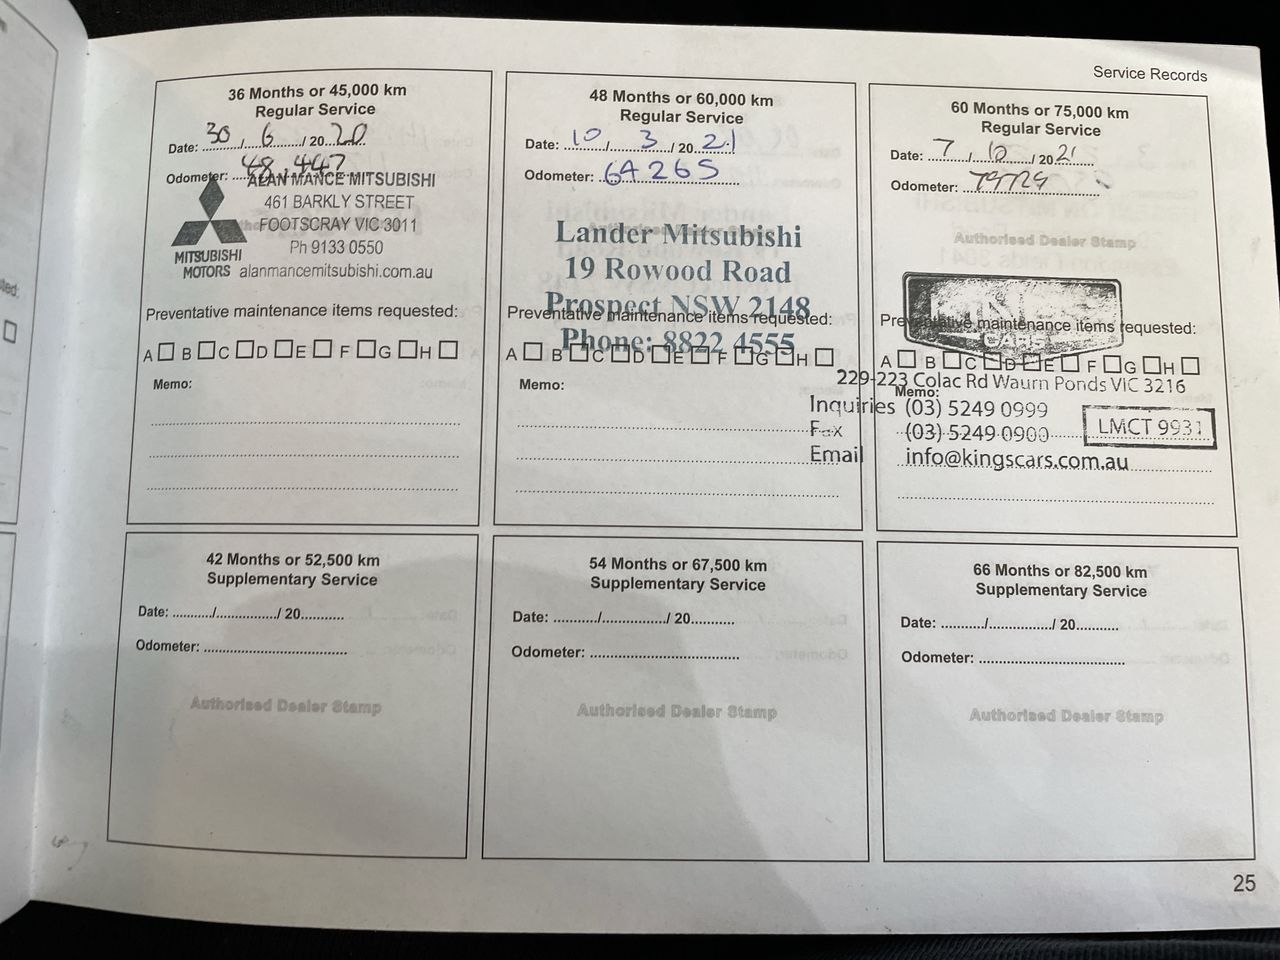 Service Records
36 Months or 45,000 km
Regular Service
Date: 30 / 6 / 20 20
Odometer: 48,447
ALAN MANCE MITSUBISHI
461 BARKLY STREET
FOOTSCRAY VIC 3011
Ph 9133 0550
MITSUBISHI
MOTORS alanmancemitsubishi.com.au
Preventative maintenance items requested:
A B C D E F G H
Memo:
48 Months or 60,000 km
Regular Service
Date: 10 / 3 / 20 21
Odometer: 64265
Lander Mitsubishi
19 Rowood Road
Prospect NSW 2148
Preventative maintenance items requested:
Phone: 8822 4555
A B C D E F G H
Memo:
60 Months or 75,000 km
Regular Service
Date: 7 / / 20 21
Odometer:
Authorised Dealer Stamp
CARS
Preventative maintenance items requested:
A B C D E F G H
229-223 Colac Rd Waurn Ponds VIC 3216
Memo:
Inquiries (03) 5249 0999
Fax (03) 5249 0900
LMCT 9931
Email info@kingscars.com.au
42 Months or 52,500 km
Supplementary Service
Date: / / 20
Odometer:
Authorised Dealer Stamp
54 Months or 67,500 km
Supplementary Service
Date: / / 20
Odometer:
Authorised Dealer Stamp
66 Months or 82,500 km
Supplementary Service
Date: / / 20
Odometer:
Authorised Dealer Stamp
25